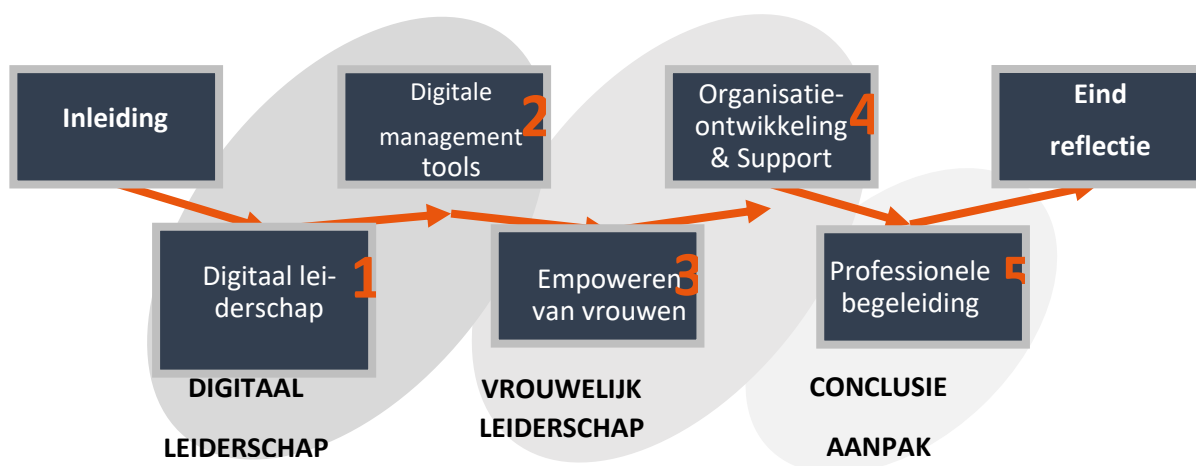 Inleiding
Digitaal lei-
derschap
1
Digitale
management
tools
2
Empoweren
van vrouwen
3
Organisatie-
ontwikkeling
& Support
4
Professionele
begeleiding
5
Eind
reflectie
DIGITAAL
LEIDERSCHAP
VROUWELIJK
LEIDERSCHAP
CONCLUSIE
AANPAK